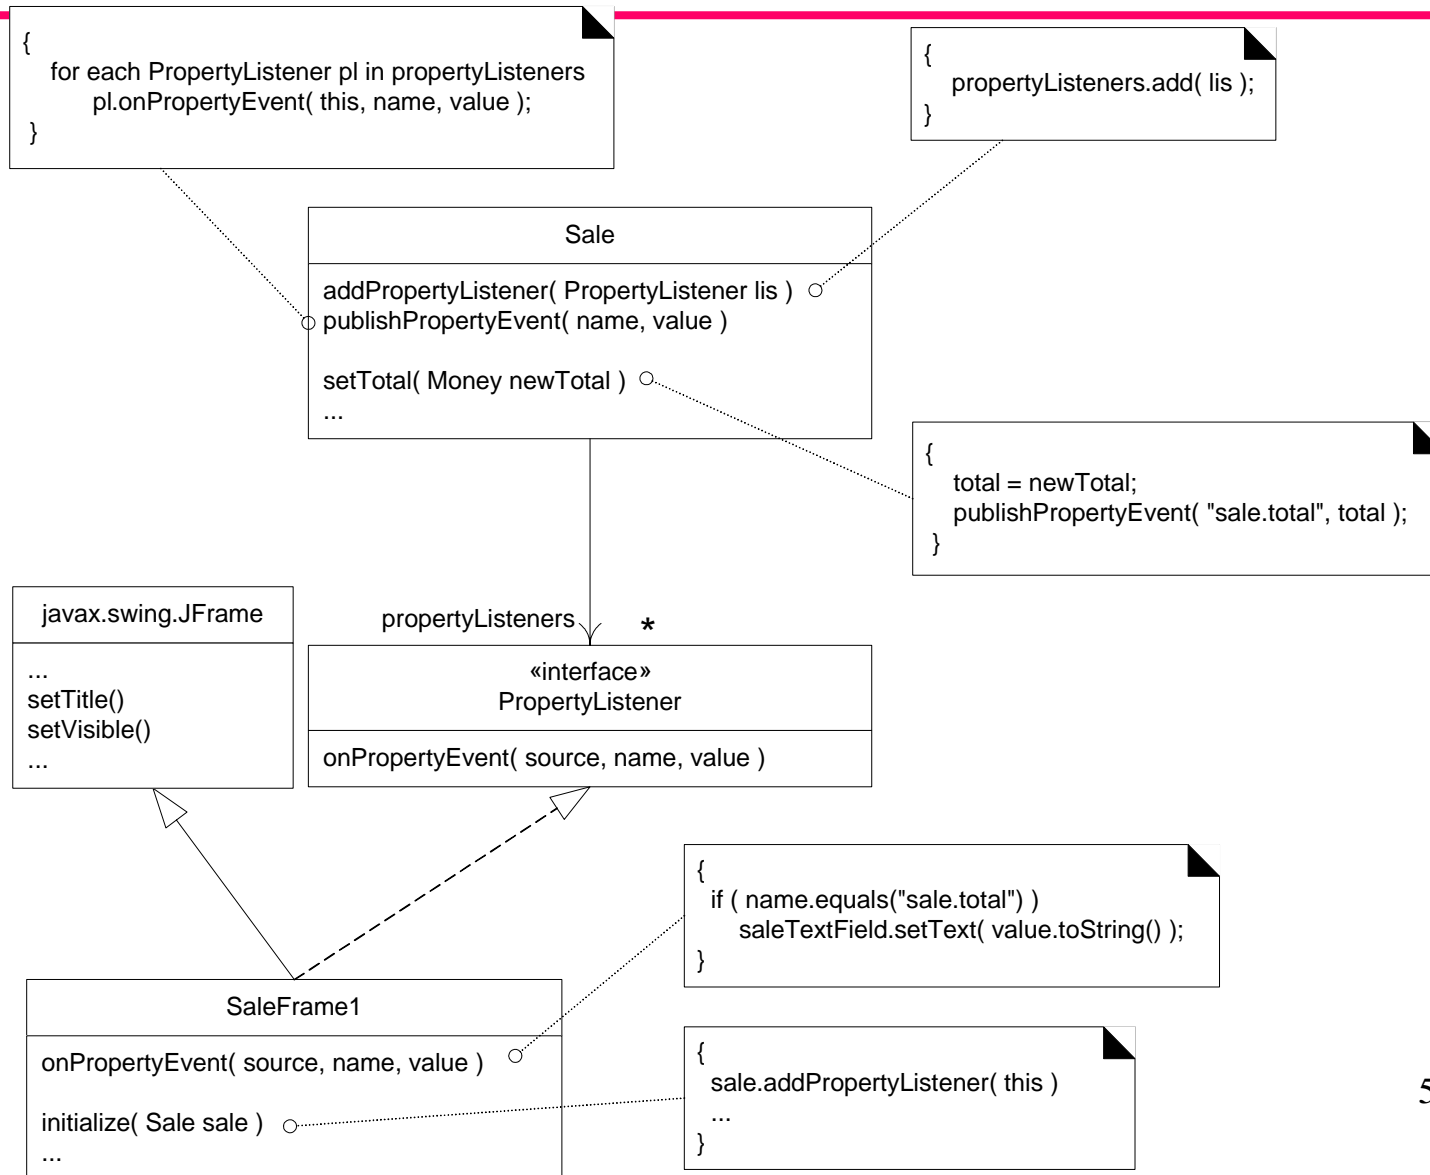 {
for each PropertyListener pl in propertyListeners
pl.onPropertyEvent( this, name, value );
}
{
propertyListeners.add( lis );
}
Sale
addPropertyListener( PropertyListener lis )
publishPropertyEvent( name, value )
setTotal( Money newTotal )
...
{
total = newTotal;
publishPropertyEvent( "sale.total", total );
}
javax.swing.JFrame
...
setTitle()
setVisible()
...
propertyListeners
*
«interface»
PropertyListener
onPropertyEvent( source, name, value )
{
if ( name.equals("sale.total") )
saleTextField.setText( value.toString() );
}
SaleFrame1
onPropertyEvent( source, name, value )
initialize( Sale sale )
...
{
sale.addPropertyListener( this )
...
}
5